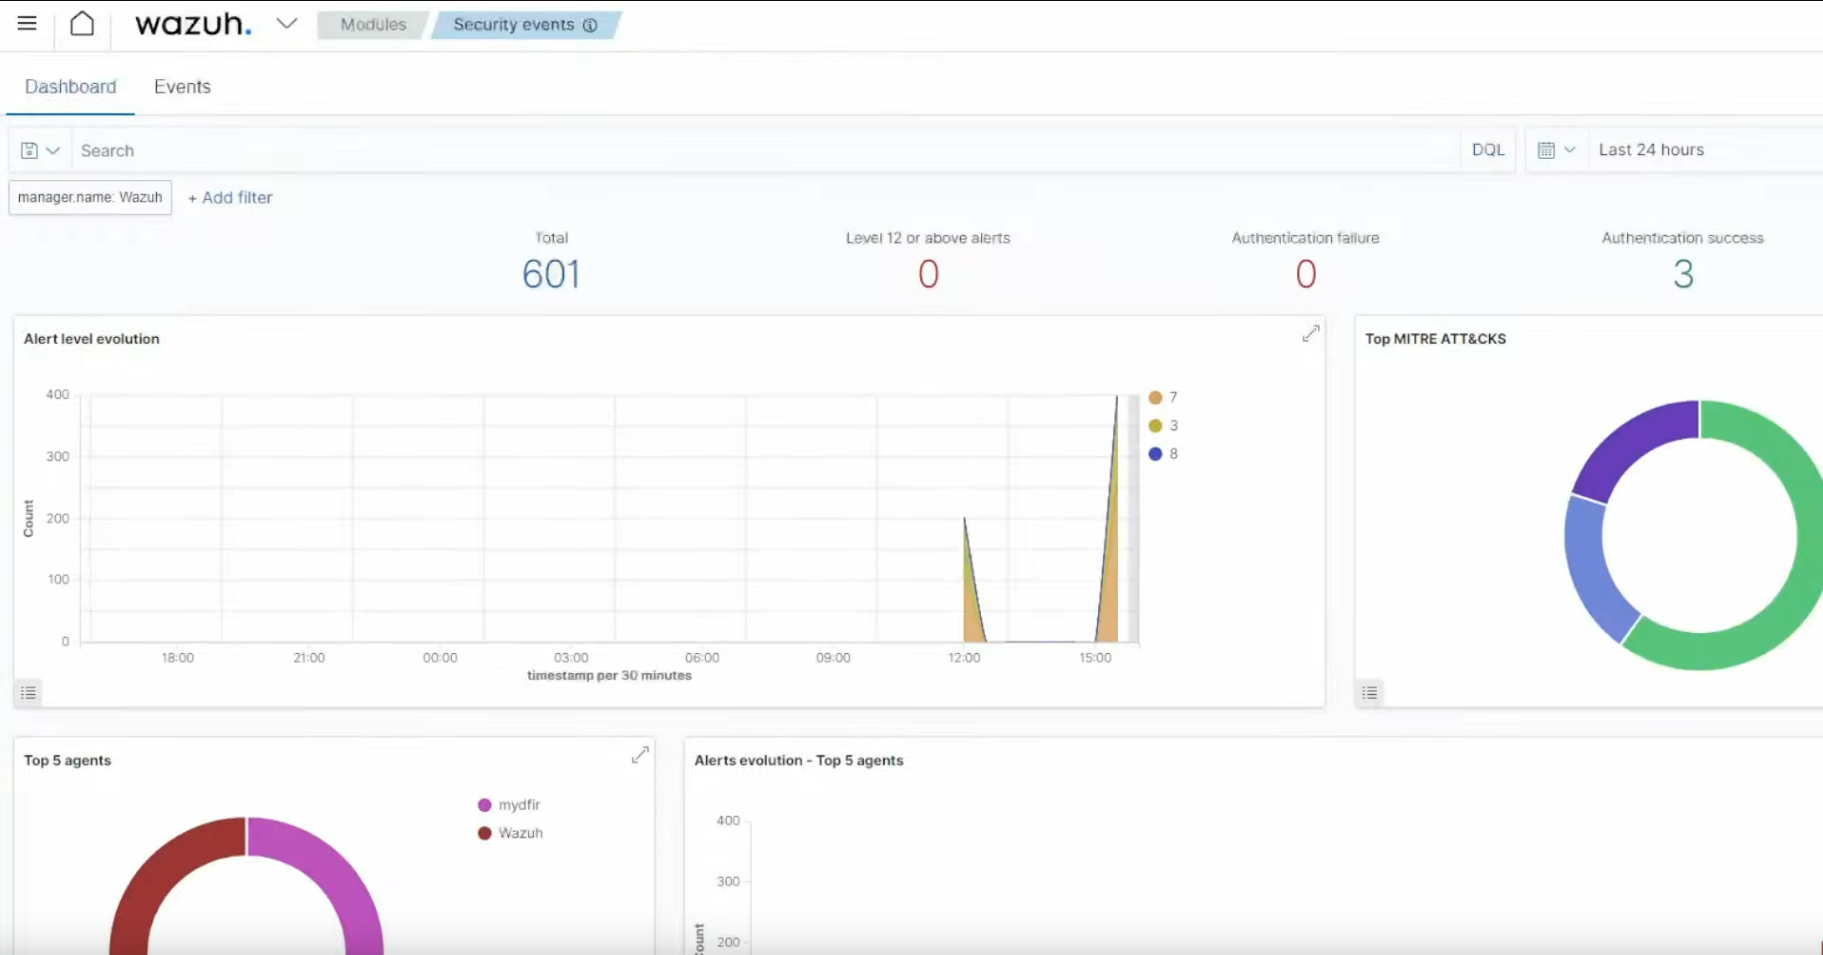 wazuh.
Modules
Security events
Dashboard
Events
Search
DQL
Last 24 hours
manager.name: Wazuh
+ Add filter
Total
601
Level 12 or above alerts
0
Authentication failure
0
Authentication success
3
Alert level evolution
Count
400
300
200
100
0
18:00
21:00
00:00
03:00
06:00
09:00
12:00
15:00
timestamp per 30 minutes
7
3
8
Top MITRE ATT&CKS
Top 5 agents
mydfir
Wazuh
Alerts evolution - Top 5 agents
400
300
200